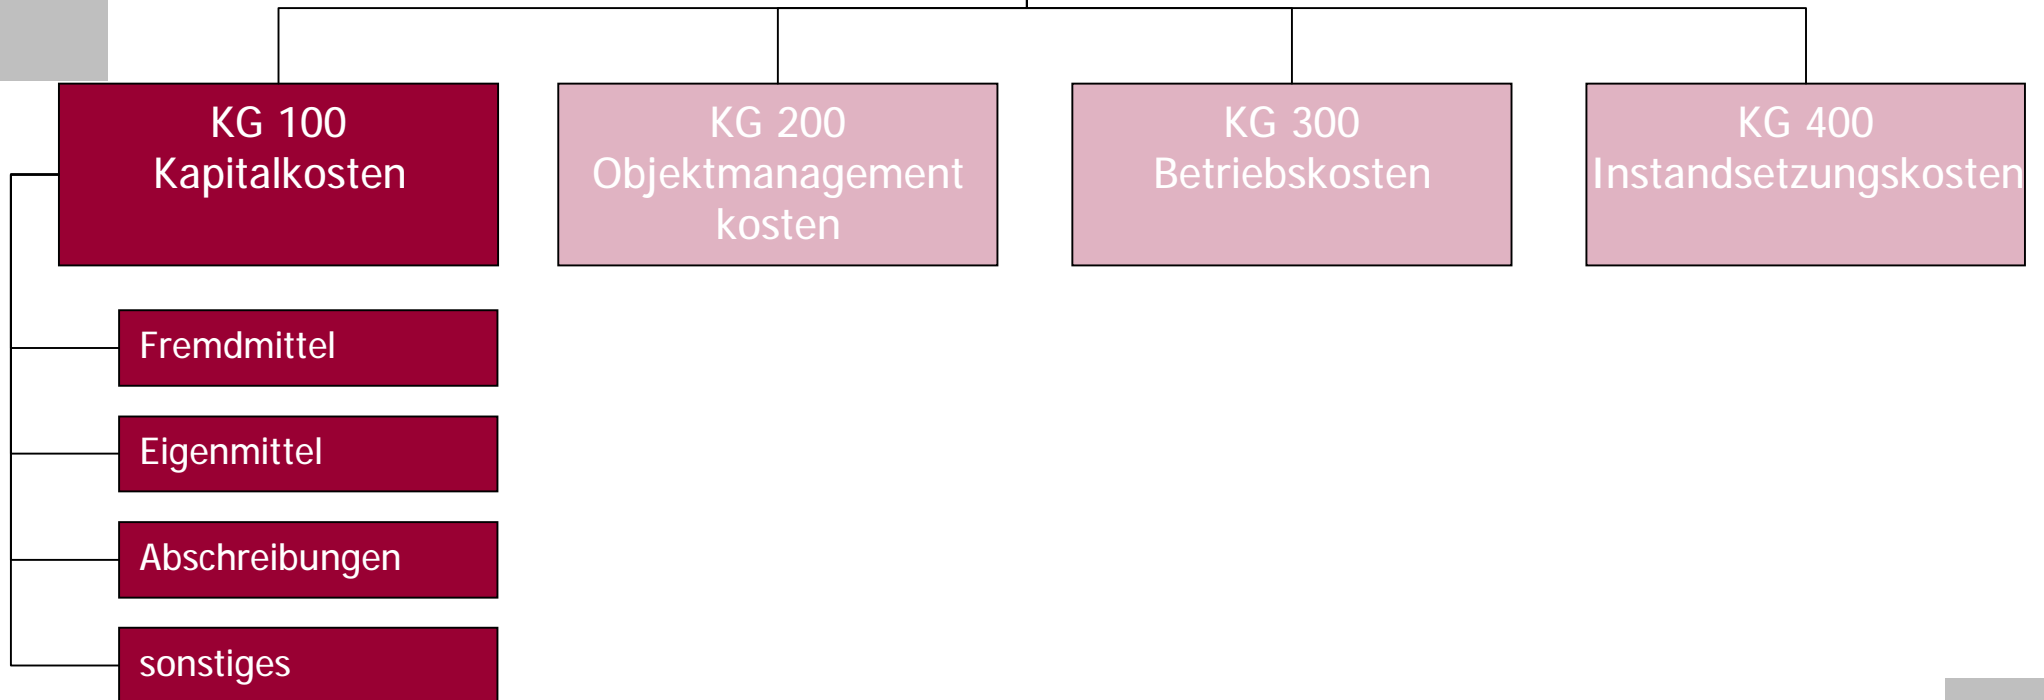 KG 100
Kapitalkosten
KG 200
Objektmanagement
kosten
KG 300
Betriebskosten
KG 400
Instandsetzungskosten
Fremdmittel
Eigenmittel
Abschreibungen
sonstiges